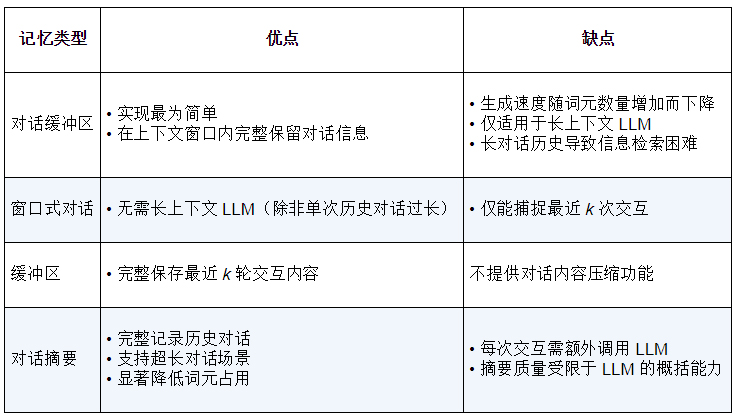 记忆类型 优点 缺点
对话缓冲区
• 实现最为简单
• 在上下文窗口内完整保留对话信息
• 生成速度随词元数量增加而下降
• 仅适用于长上下文 LLM
• 长对话历史导致信息检索困难
窗口式对话
• 无需长上下文 LLM（除非单次历史对话过长）
• 仅能捕捉最近 k 次交互
缓冲区
• 完整保存最近 k 轮交互内容
不提供对话内容压缩功能
对话摘要
• 完整记录历史对话
• 支持超长对话场景
• 显著降低词元占用
• 每次交互需额外调用 LLM
• 摘要质量受限于 LLM 的概括能力